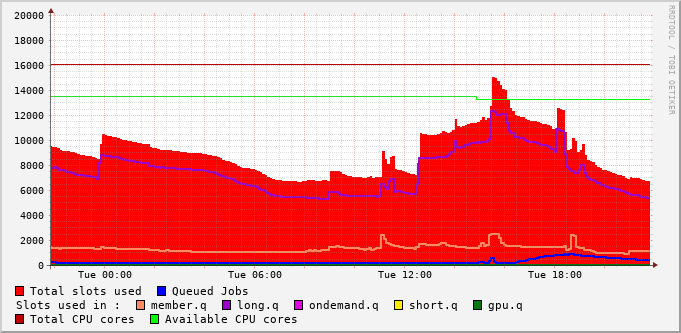 20000
18000
16000
14000
12000
10000
8000
6000
4000
2000
0
Tue 00:00 Tue 06:00 Tue 12:00 Tue 18:00
RRDTOOL / TOBI OETIKER
Total slots used Queued Jobs
Slots used in : member.q long.q ondemand.q short.q gpu.q
Total CPU cores Available CPU cores